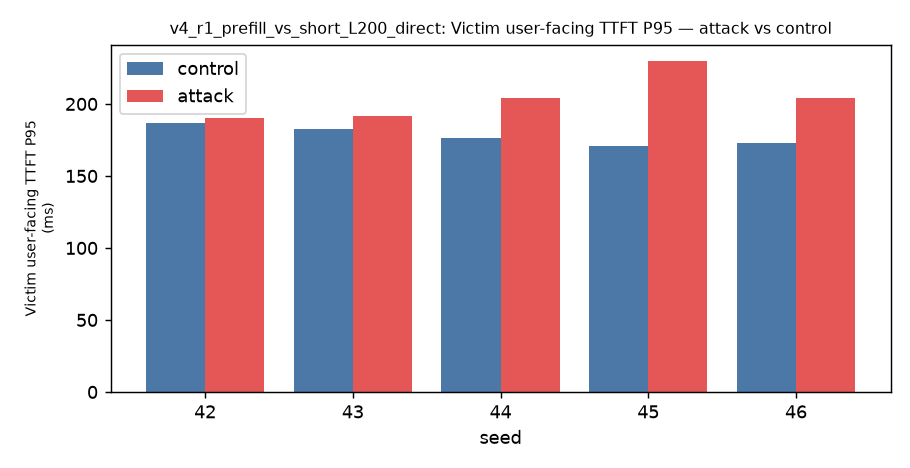 v4_r1_prefill_vs_short_L200_direct: Victim user-facing TTFT P95 — attack vs control
control
attack
Victim user-facing TTFT P95
(ms)
200
150
100
50
0
42 43 44 45 46
seed